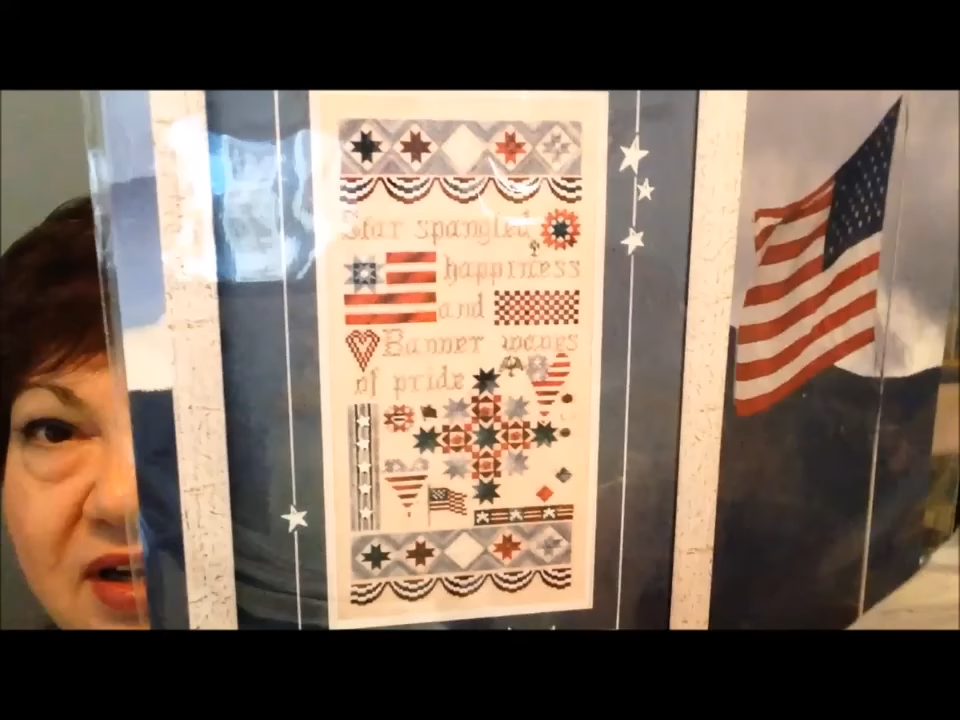 Star spangled
happiness
and
Banner waves
of pride